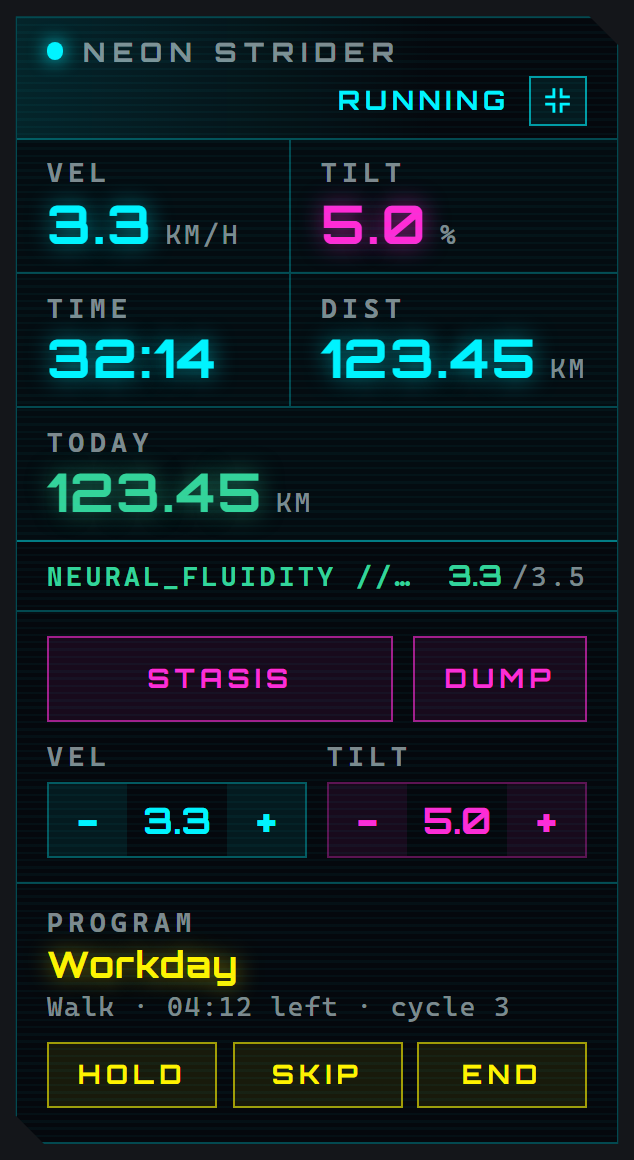 NEON STRIDER
RUNNING
VEL
3.3 KM/H
TILT
5.0 %
TIME
32:14
DIST
123.45 KM
TODAY
123.45 KM
NEURAL_FLUIDITY //… 3.3 /3.5
STASIS
DUMP
VEL
- 3.3 +
TILT
- 5.0 +
PROGRAM
Workday
Walk · 04:12 left · cycle 3
HOLD
SKIP
END